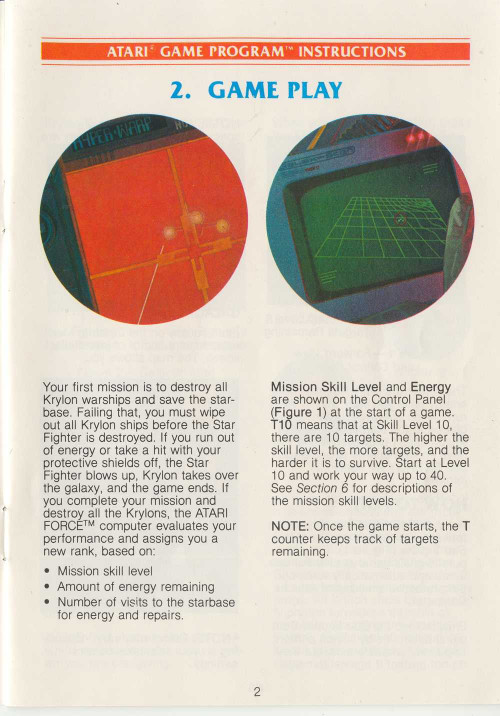 ATARI® GAME PROGRAM™ INSTRUCTIONS
2. GAME PLAY
Your first mission is to destroy all
Krylon warships and save the star-
base. Failing that, you must wipe
out all Krylon ships before the Star
Fighter is destroyed. If you run out
of energy or take a hit with your
protective shields off, the Star
Fighter blows up, Krylon takes over
the galaxy, and the game ends. If
you complete your mission and
destroy all the Krylons, the ATARI
FORCE™ computer evaluates your
performance and assigns you a
new rank, based on:
• Mission skill level
• Amount of energy remaining
• Number of visits to the starbase
for energy and repairs.
Mission Skill Level and Energy
are shown on the Control Panel
(Figure 1) at the start of a game.
T10 means that at Skill Level 10,
there are 10 targets. The higher the
skill level, the more targets, and the
harder it is to survive. Start at Level
10 and work your way up to 40.
See Section 6 for descriptions of
the mission skill levels.
NOTE: Once the game starts, the T
counter keeps track of targets
remaining.
2